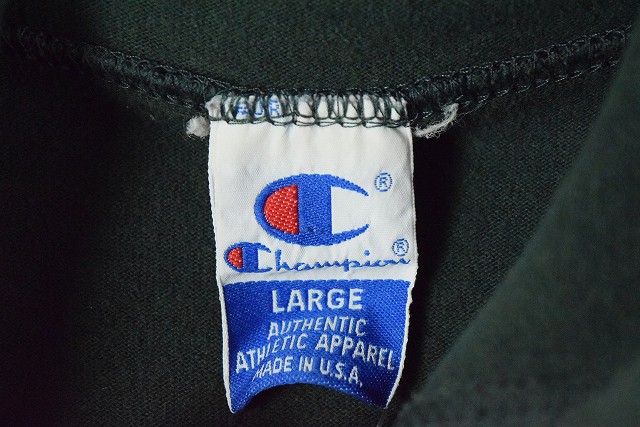 ®
Champion®
LARGE
AUTHENTIC
ATHLETIC APPAREL
MADE IN U.S.A.